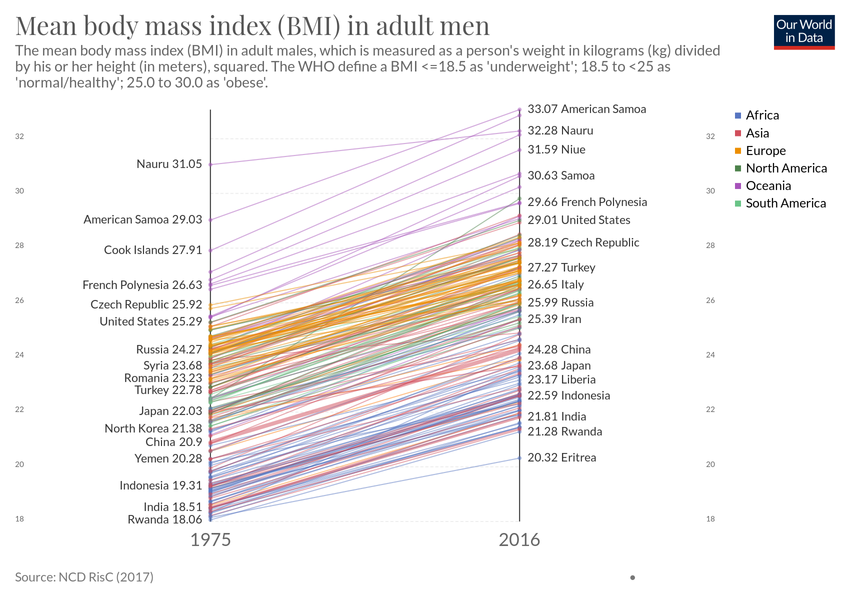 Mean body mass index (BMI) in adult men
Our World
in Data
The mean body mass index (BMI) in adult males, which is measured as a person's weight in kilograms (kg) divided
by his or her height (in meters), squared. The WHO define a BMI <=18.5 as 'underweight'; 18.5 to <25 as
'normal/healthy'; 25.0 to 30.0 as 'obese'.
33.07 American Samoa
Africa
32
32.28 Nauru
32
Asia
31.59 Niue
Europe
Nauru 31.05
North America
30.63 Samoa
Oceania
30
30
29.66 French Polynesia
South America
American Samoa 29.03
29.01 United States
Cook Islands 27.91
28.19 Czech Republic
28
28
27.27 Turkey
French Polynesia 26.63
26.65 Italy
Czech Republic 25.92
26
25.99 Russia
26
United States 25.29
25.39 Iran
Russia 24.27
24.28 China
24
24
Syria 23.68
23.68 Japan
Romania 23.23
23.17 Liberia
Turkey 22.78
22.59 Indonesia
Japan 22.03
22
22
21.81 India
North Korea 21.38
21.28 Rwanda
China 20.9
Yemen 20.28
20.32 Eritrea
20
20
Indonesia 19.31
India 18.51
Rwanda 18.06
18
18
1975
2016
Source: NCD RisC (2017)